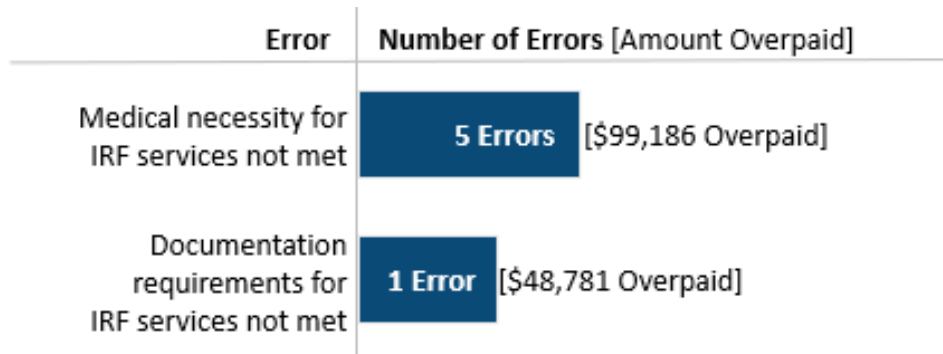 Error Number of Errors [Amount Overpaid]
Medical necessity for
IRF services not met
5 Errors [$99,186 Overpaid]
Documentation
requirements for
IRF services not met
1 Error [$48,781 Overpaid]